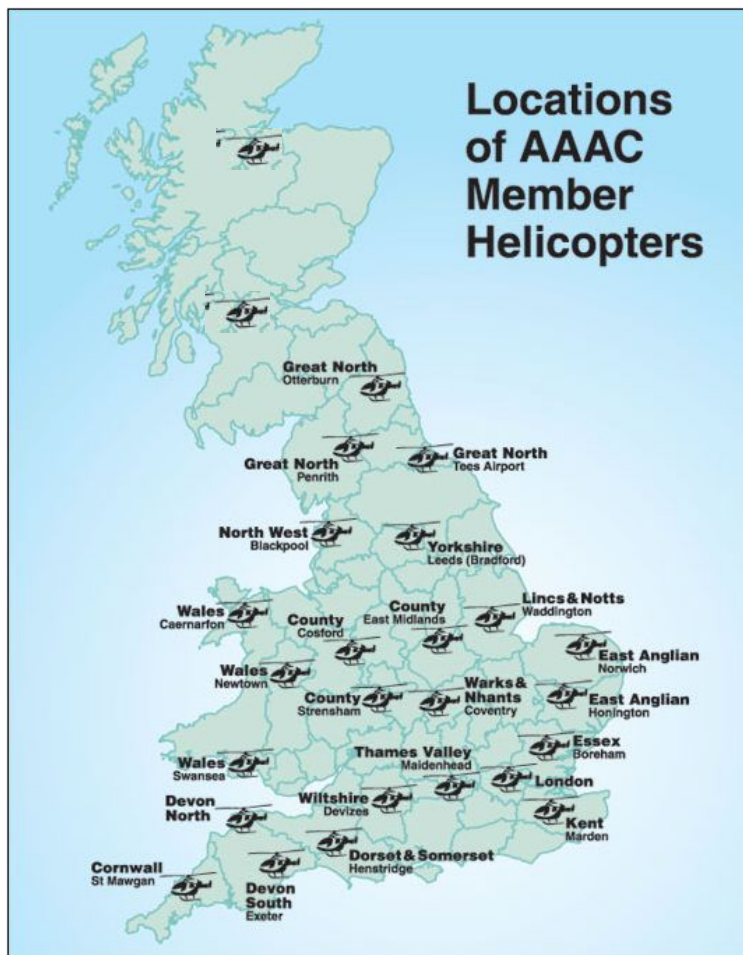 Locations
of AAAC
Member
Helicopters
Great North
Otterburn
Great North
Penrith
Great North
Tees Airport
North West
Blackpool
Yorkshire
Leeds (Bradford)
Wales
Caernarfon
County
Cosford
County
East Midlands
Lincs & Notts
Waddington
East Anglian
Norwich
Wales
Newtown
County
Strensham
Warks &
Nhants
Coventry
East Anglian
Honington
Essex
Boreham
Wales
Swansea
Thames Valley
Maidenhead
London
Wiltshire
Devizes
Devon
North
Kent
Marden
Dorset & Somerset
Henstridge
Cornwall
St Mawgan
Devon
South
Exeter